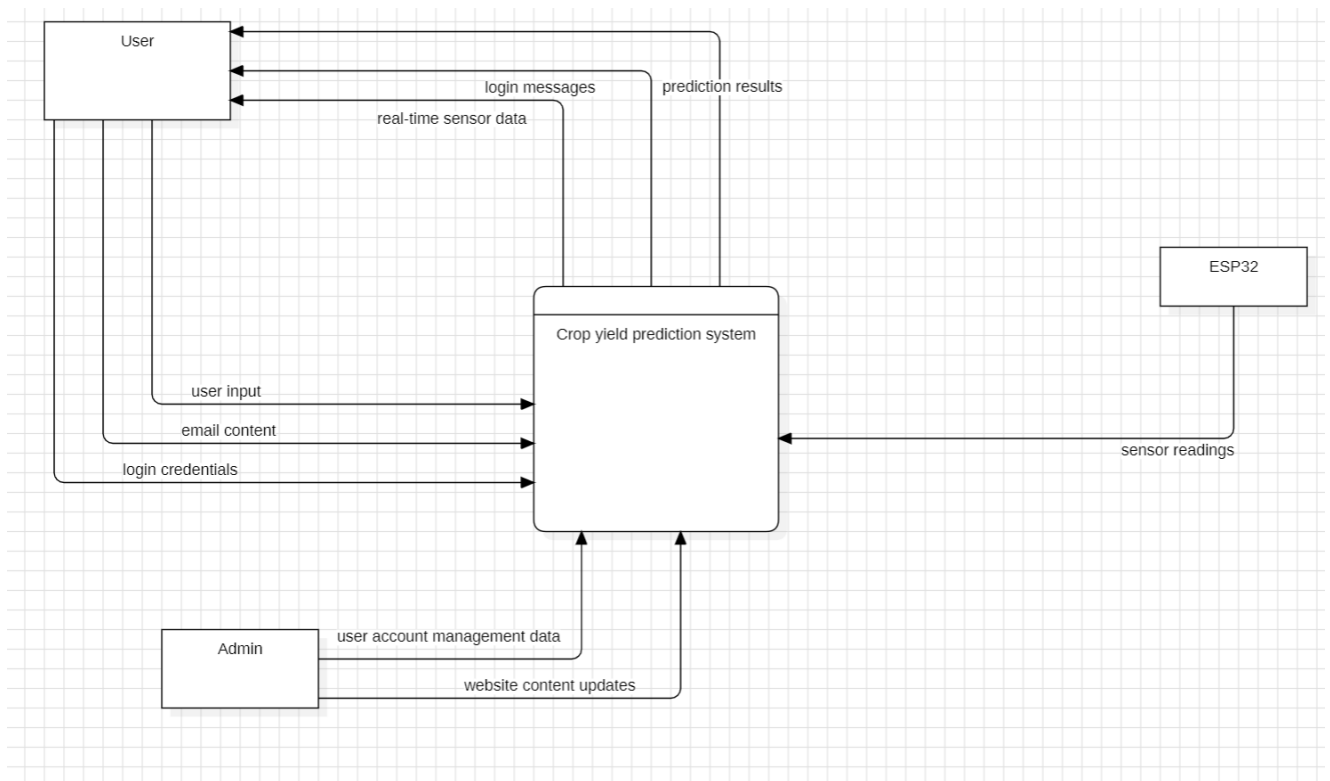 User
login messages
prediction results
real-time sensor data
ESP32
Crop yield prediction system
user input
email content
sensor readings
login credentials
user account management data
Admin
website content updates